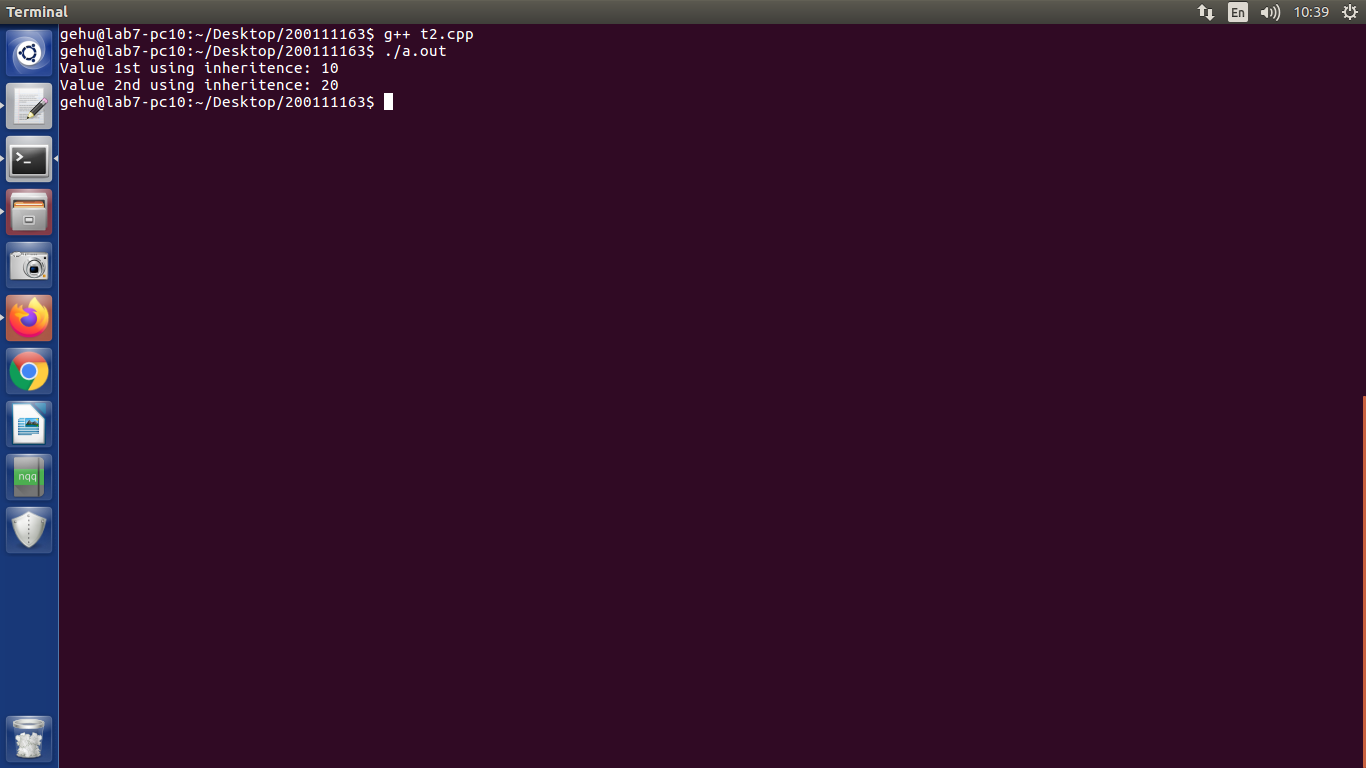 Terminal
En
10:39
gehu@lab7-pc10:~/Desktop/200111163$ g++ t2.cpp
gehu@lab7-pc10:~/Desktop/200111163$ ./a.out
Value 1st using inheritence: 10
Value 2nd using inheritence: 20
gehu@lab7-pc10:~/Desktop/200111163$
>_
nqq